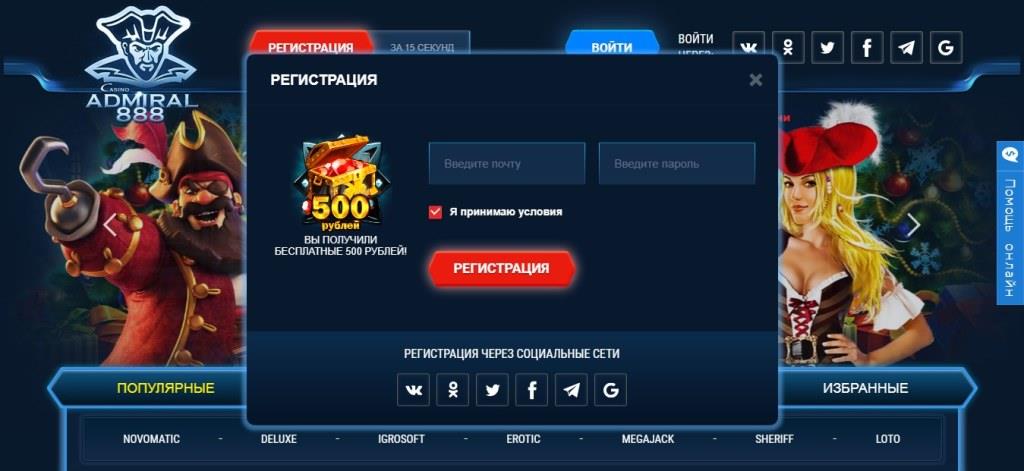 РЕГИСТРАЦИЯ
ЗА 15 СЕКУНД
ВОЙТИ
ВОЙТИ
ЧЕРЕЗ:
CASINO
ADMIRAL
888
РЕГИСТРАЦИЯ
500
рублей
ВЫ ПОЛУЧИЛИ
БЕСПЛАТНЫЕ 500 РУБЛЕЙ!
Введите почту
Введите пароль
Я принимаю условия
РЕГИСТРАЦИЯ
РЕГИСТРАЦИЯ ЧЕРЕЗ СОЦИАЛЬНЫЕ СЕТИ
Помощь онлайн
ПОПУЛЯРНЫЕ
ИЗБРАННЫЕ
NOVOMATIC - DELUXE - IGROSOFT - EROTIC - MEGAJACK - SHERIFF - LOTO